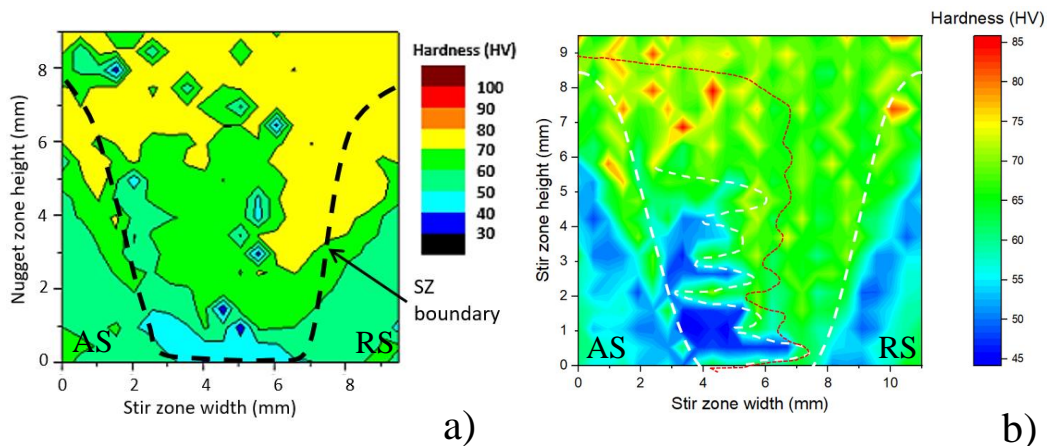 Hardness (HV)
100
90
80
70
60
50
40
30
8
6
4
2
0
Nugget zone height (mm)
AS
RS
SZ
boundary
0 2 4 6 8
Stir zone width (mm)
a)
Hardness (HV)
85
80
75
70
65
60
55
50
45
9
8
7
6
5
4
3
2
1
0
Stir zone height (mm)
AS
RS
0 2 4 6 8 10
Stir zone width (mm)
b)